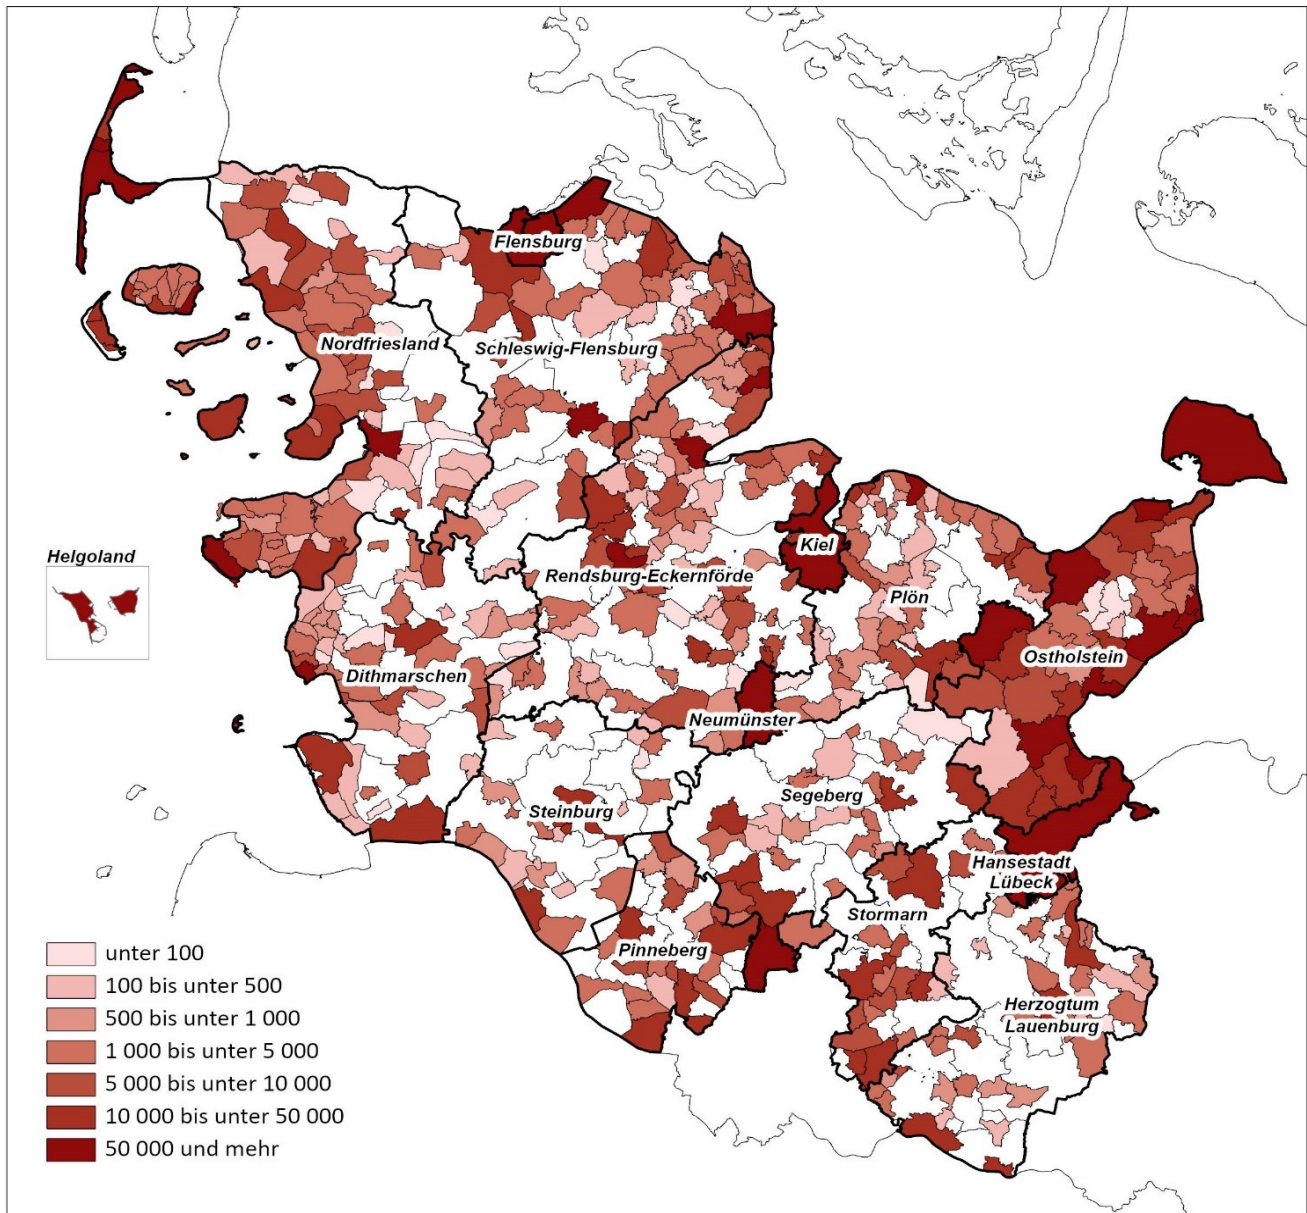 Flensburg
Nordfriesland
Schleswig-Flensburg
Helgoland
Kiel
Rendsburg-Eckernförde
Plön
Ostholstein
Dithmarschen
Neumünster
Segeberg
Steinburg
Hansestadt
Lübeck
Stormarn
Pinneberg
Herzogtum
Lauenburg
unter 100
100 bis unter 500
500 bis unter 1 000
1 000 bis unter 5 000
5 000 bis unter 10 000
10 000 bis unter 50 000
50 000 und mehr